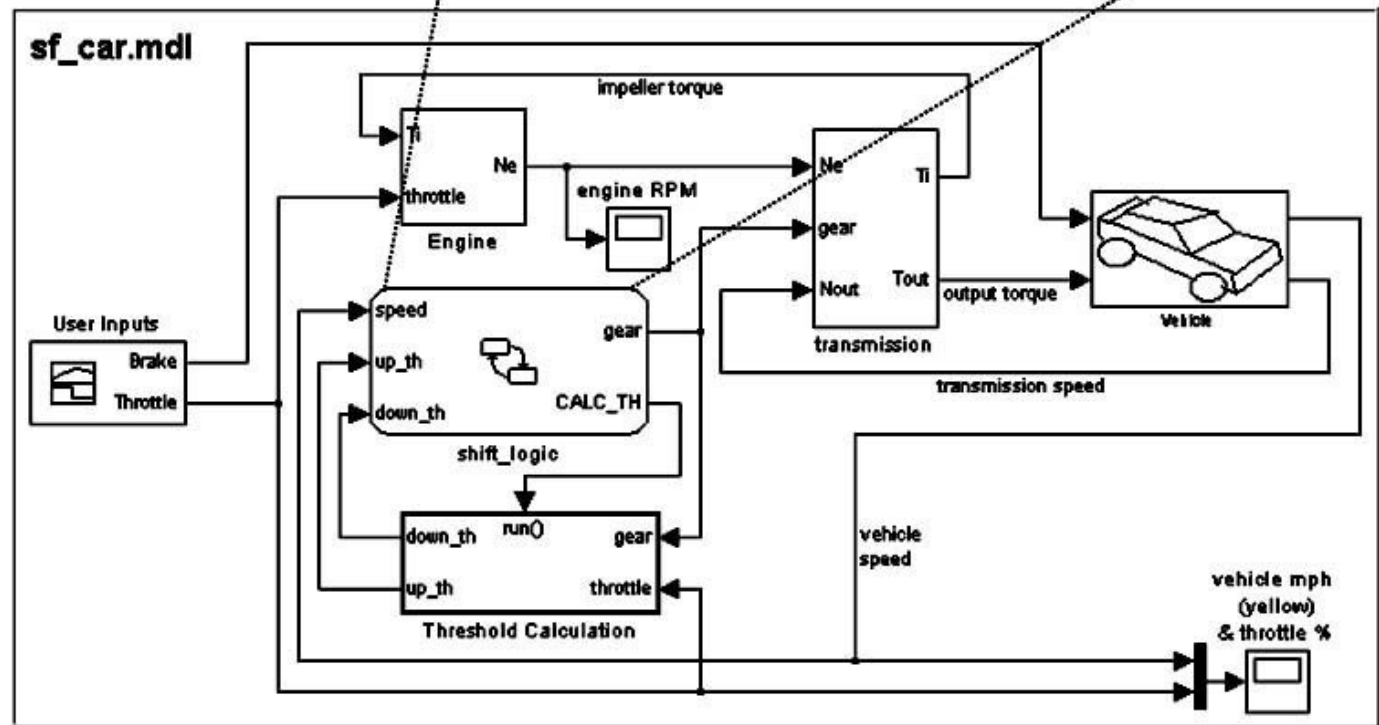 sf_car.mdl
impeller torque
Ti
Ne
throttle
Engine
engine RPM
Ne
gear
Nout
Ti
Tout
transmission
output torque
Vehicle
transmission speed
User Inputs
Brake
Throttle
speed
up_th
down_th
gear
CALC_TH
shift_logic
run()
down_th
up_th
gear
throttle
Threshold Calculation
vehicle
speed
vehicle mph
(yellow)
& throttle %